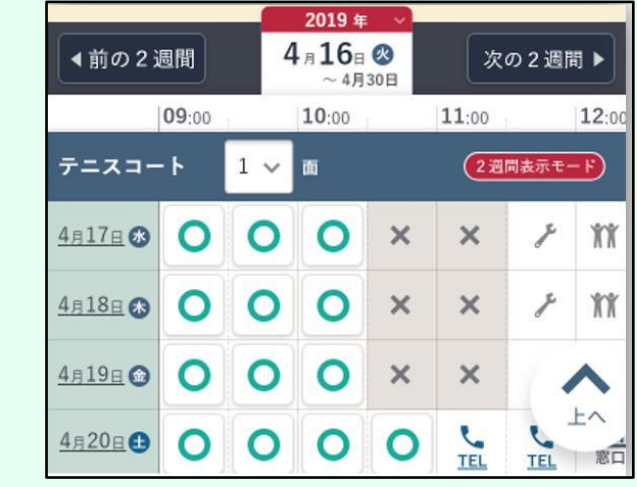 2019 年
前の2週間
4月16日 火
～ 4月30日
次の2週間
09:00 10:00 11:00 12:00
テニスコート 1 面 2週間表示モード
4月17日 水
4月18日 木
4月19日 金
4月20日 土 TEL TEL 窓口
上へ